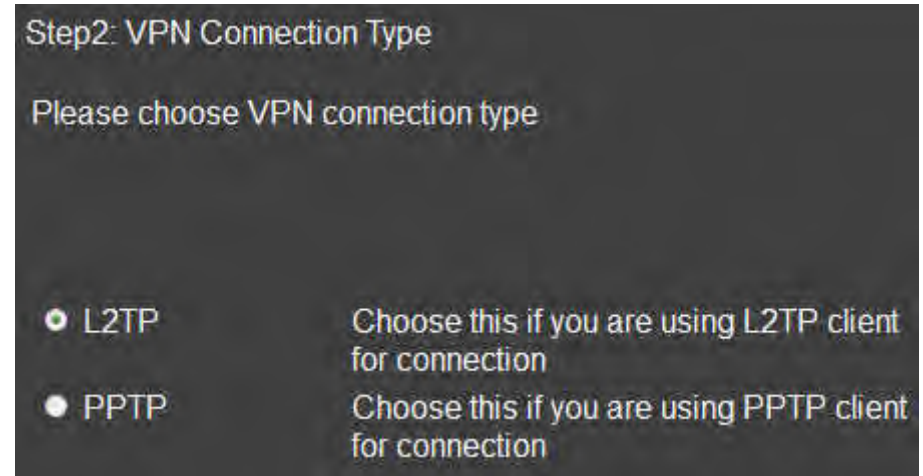 Step2: VPN Connection Type
Please choose VPN connection type
L2TP
Choose this if you are using L2TP client
for connection
PPTP
Choose this if you are using PPTP client
for connection